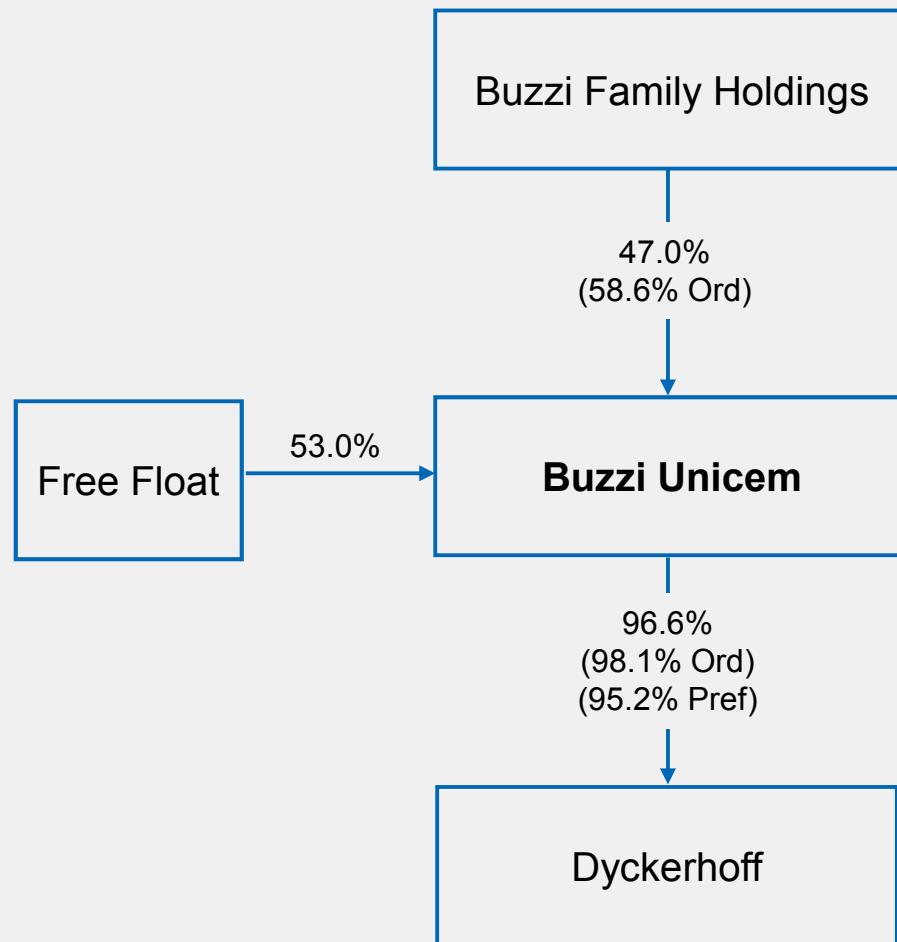 Buzzi Family Holdings
47.0%
(58.6% Ord)
53.0%
Free Float
Buzzi Unicem
96.6%
(98.1% Ord)
(95.2% Pref)
Dyckerhoff